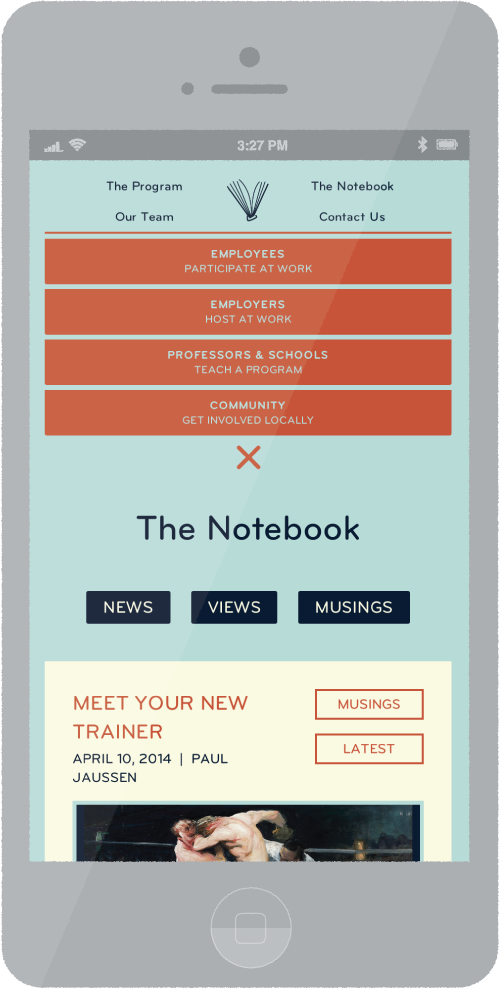 3:27 PM
The Program
The Notebook
Our Team
Contact Us
EMPLOYEES
PARTICIPATE AT WORK
EMPLOYERS
HOST AT WORK
PROFESSORS & SCHOOLS
TEACH A PROGRAM
COMMUNITY
GET INVOLVED LOCALLY
The Notebook
NEWS
VIEWS
MUSINGS
MEET YOUR NEW
TRAINER
APRIL 10, 2014 | PAUL
JAUSSEN
MUSINGS
LATEST